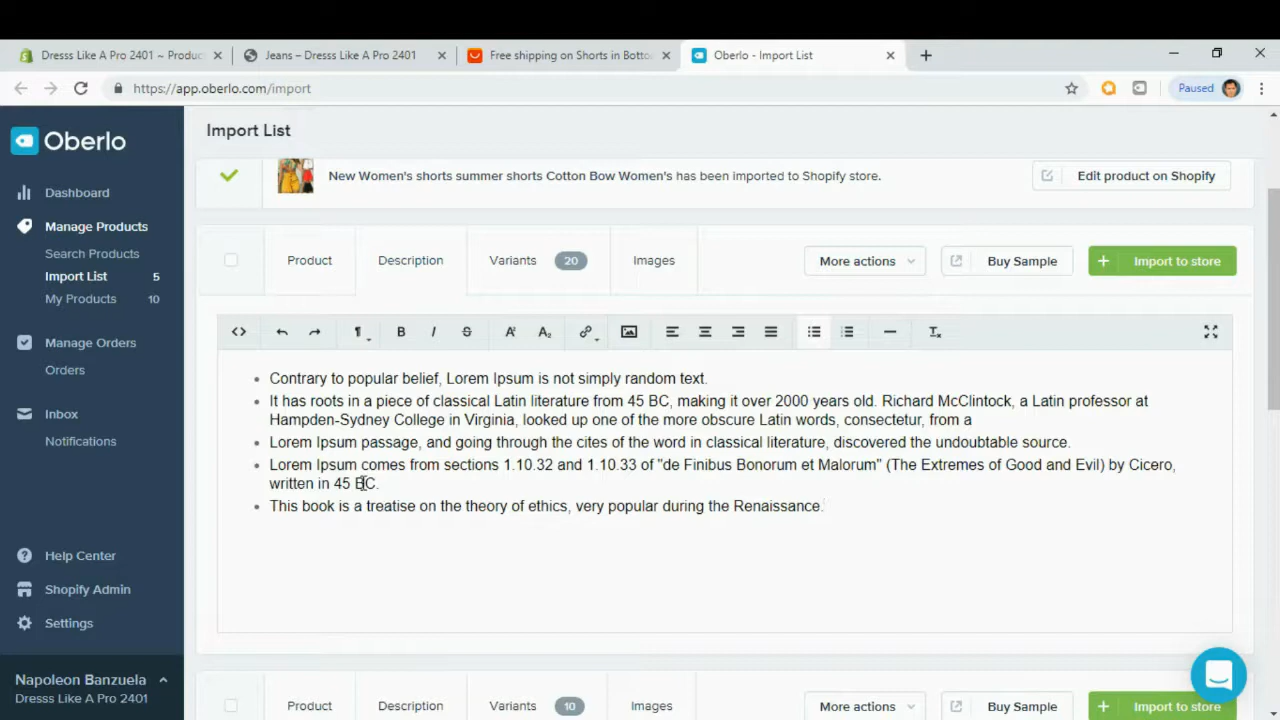 Dresss Like A Pro 2401 ~ Produc
Jeans – Dresss Like A Pro 2401
Free shipping on Shorts in Botto
Oberlo - Import List
https://app.oberlo.com/import
Paused
Oberlo
Import List
New Women's shorts summer shorts Cotton Bow Women's has been imported to Shopify store.
Edit product on Shopify
Dashboard
Manage Products
Search Products
Import List 5
My Products 10
Manage Orders
Orders
Inbox
Notifications
Help Center
Shopify Admin
Settings
Napoleon Banzuela
Dresss Like A Pro 2401
Product Description Variants 20 Images More actions Buy Sample + Import to store
Contrary to popular belief, Lorem Ipsum is not simply random text.
It has roots in a piece of classical Latin literature from 45 BC, making it over 2000 years old. Richard McClintock, a Latin professor at
Hampden-Sydney College in Virginia, looked up one of the more obscure Latin words, consectetur, from a
Lorem Ipsum passage, and going through the cites of the word in classical literature, discovered the undoubtable source.
Lorem Ipsum comes from sections 1.10.32 and 1.10.33 of "de Finibus Bonorum et Malorum" (The Extremes of Good and Evil) by Cicero,
written in 45 BC.
This book is a treatise on the theory of ethics, very popular during the Renaissance.
Product Description Variants 10 Images More actions Buy Sample + Import to store